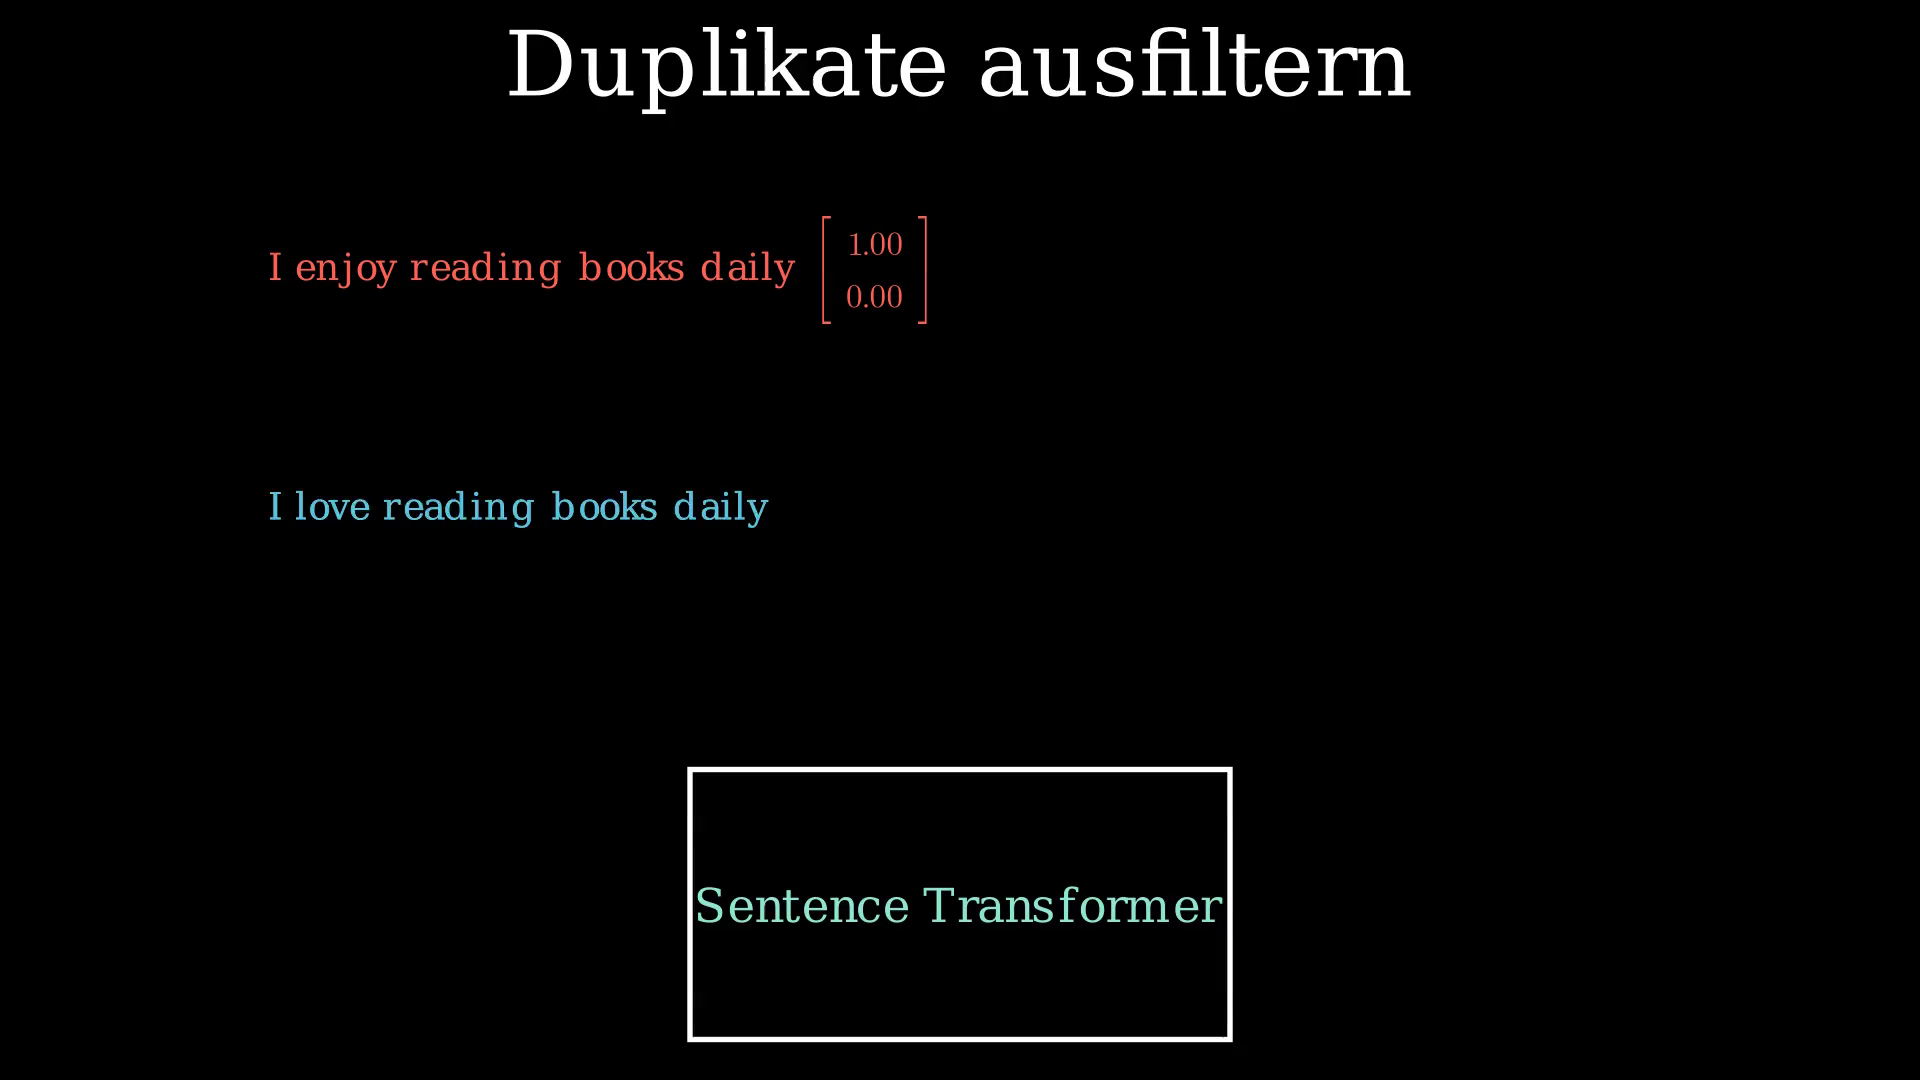 Duplikate ausfiltern
I enjoy reading books daily
1.00
0.00
I love reading books daily
Sentence Transformer